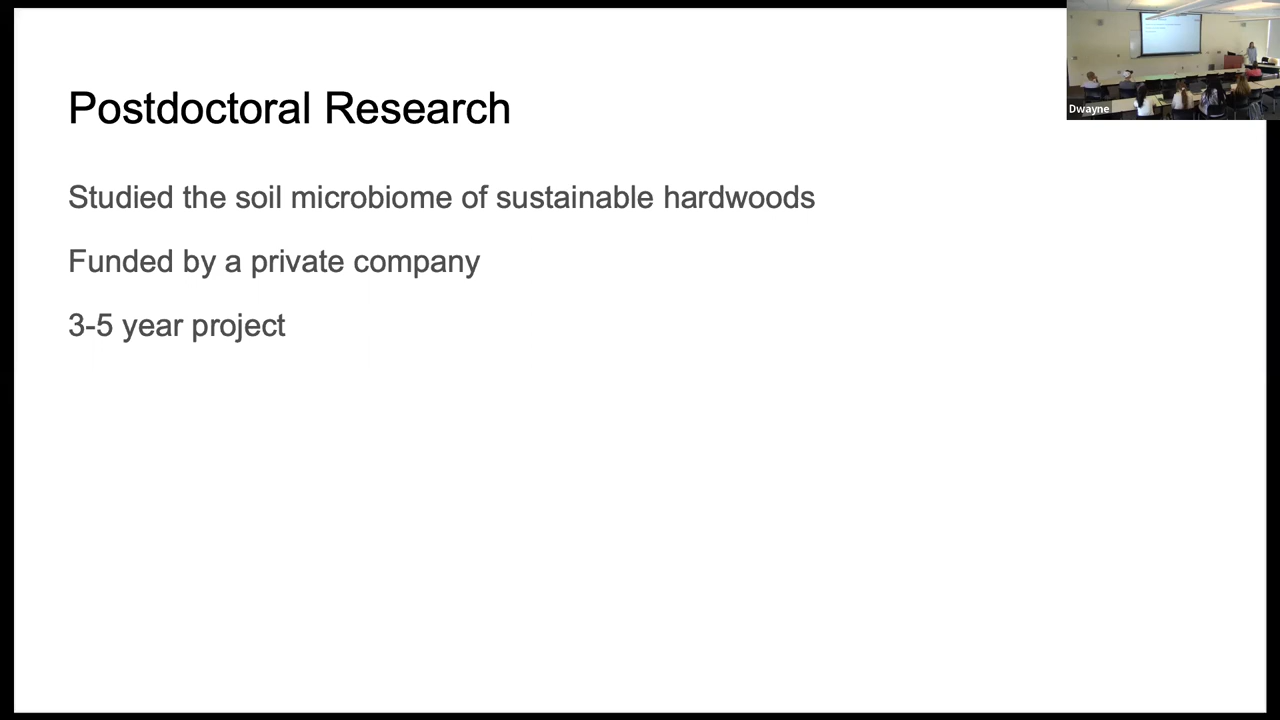 Postdoctoral Research
Dwayne
Studied the soil microbiome of sustainable hardwoods
Funded by a private company
3-5 year project